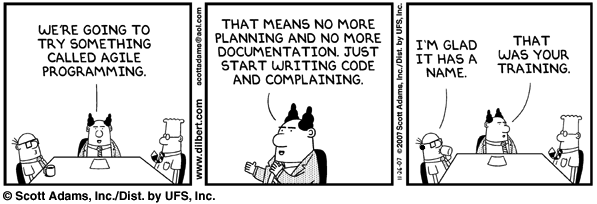 WE'RE GOING TO
TRY SOMETHING
CALLED AGILE
PROGRAMMING.
www.dilbert.com
scottadams@aol.com
THAT MEANS NO MORE
PLANNING AND NO MORE
DOCUMENTATION. JUST
START WRITING CODE
AND COMPLAINING.
11-26-07 ©2007 Scott Adams, Inc./Dist. by UFS, Inc.
I'M GLAD
IT HAS A
NAME.
THAT
WAS YOUR
TRAINING.
© Scott Adams, Inc./Dist. by UFS, Inc.